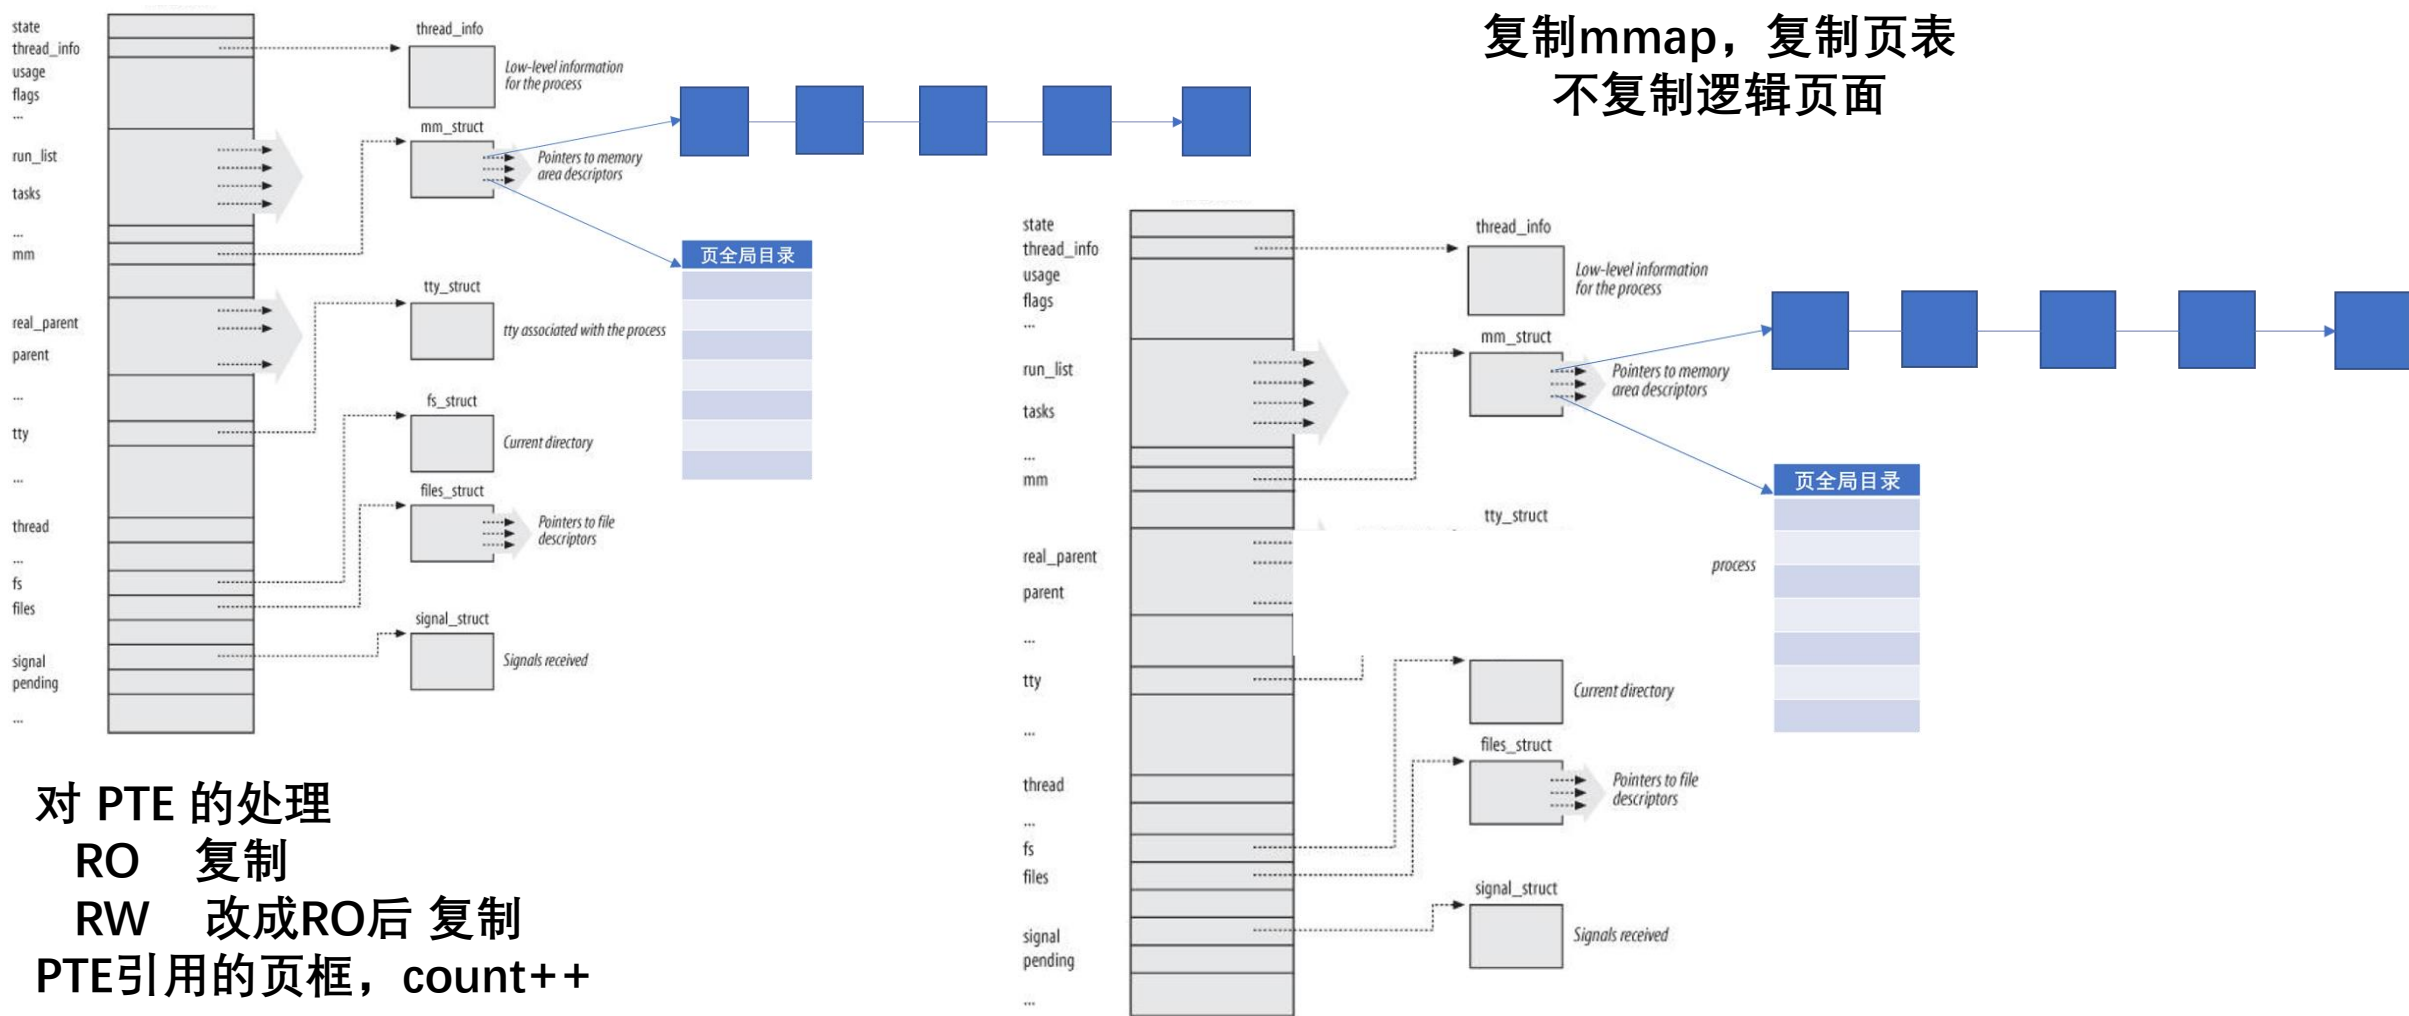 state
thread_info
usage
flags
...
run_list
tasks
...
mm
real_parent
parent
...
tty
...
thread
...
fs
files
signal
pending
...
thread_info
Low-level information
for the process
mm_struct
Pointers to memory
area descriptors
页全局目录
tty_struct
tty associated with the process
fs_struct
Current directory
files_struct
Pointers to file
descriptors
signal_struct
Signals received
对 PTE 的处理
RO 复制
RW 改成RO后 复制
PTE引用的页框，count++
复制mmap，复制页表
不复制逻辑页面
state
thread_info
usage
flags
...
run_list
tasks
...
mm
real_parent
parent
...
tty
...
thread
...
fs
files
signal
pending
...
thread_info
Low-level information
for the process
mm_struct
Pointers to memory
area descriptors
页全局目录
tty_struct
process
Current directory
files_struct
Pointers to file
descriptors
signal_struct
Signals received